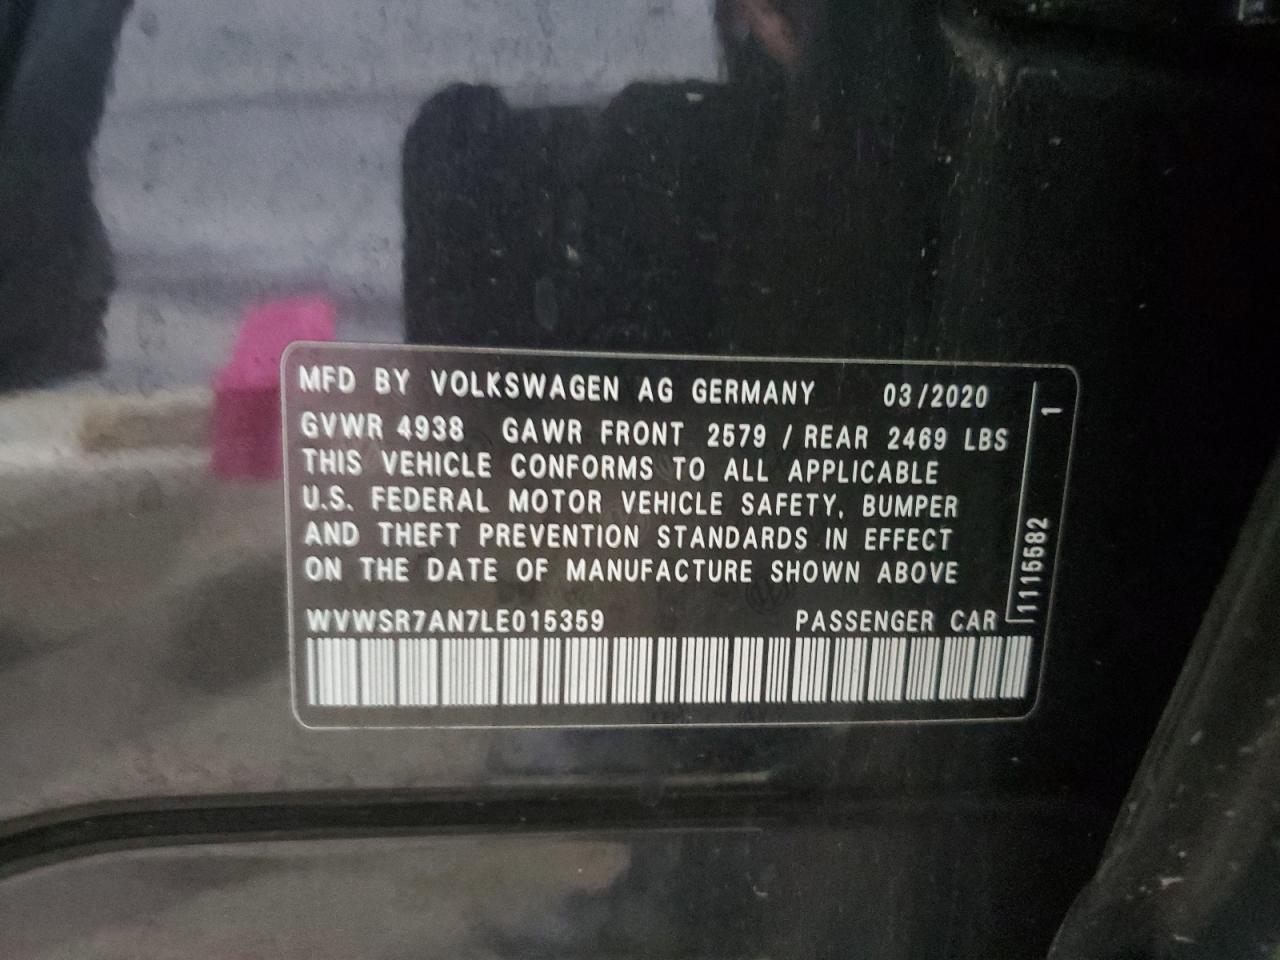 MFD BY VOLKSWAGEN AG GERMANY 03/2020
GVWR 4938 GAWR FRONT 2579 / REAR 2469 LBS
THIS VEHICLE CONFORMS TO ALL APPLICABLE
U.S. FEDERAL MOTOR VEHICLE SAFETY, BUMPER
AND THEFT PREVENTION STANDARDS IN EFFECT
ON THE DATE OF MANUFACTURE SHOWN ABOVE
WVWSR7AN7LE015359 PASSENGER CAR
1115582 1